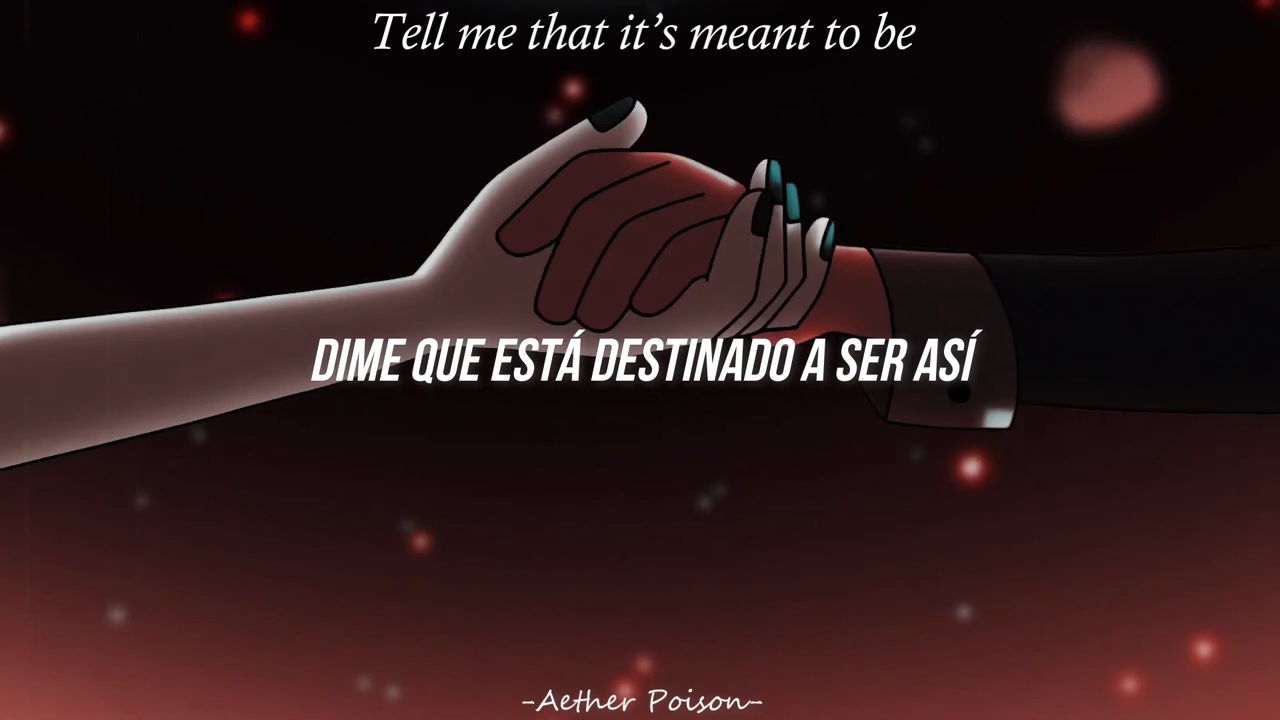 Tell me that it’s meant to be
DIME QUE ESTÁ DESTINADO A SER ASÍ
-Aether Poison-